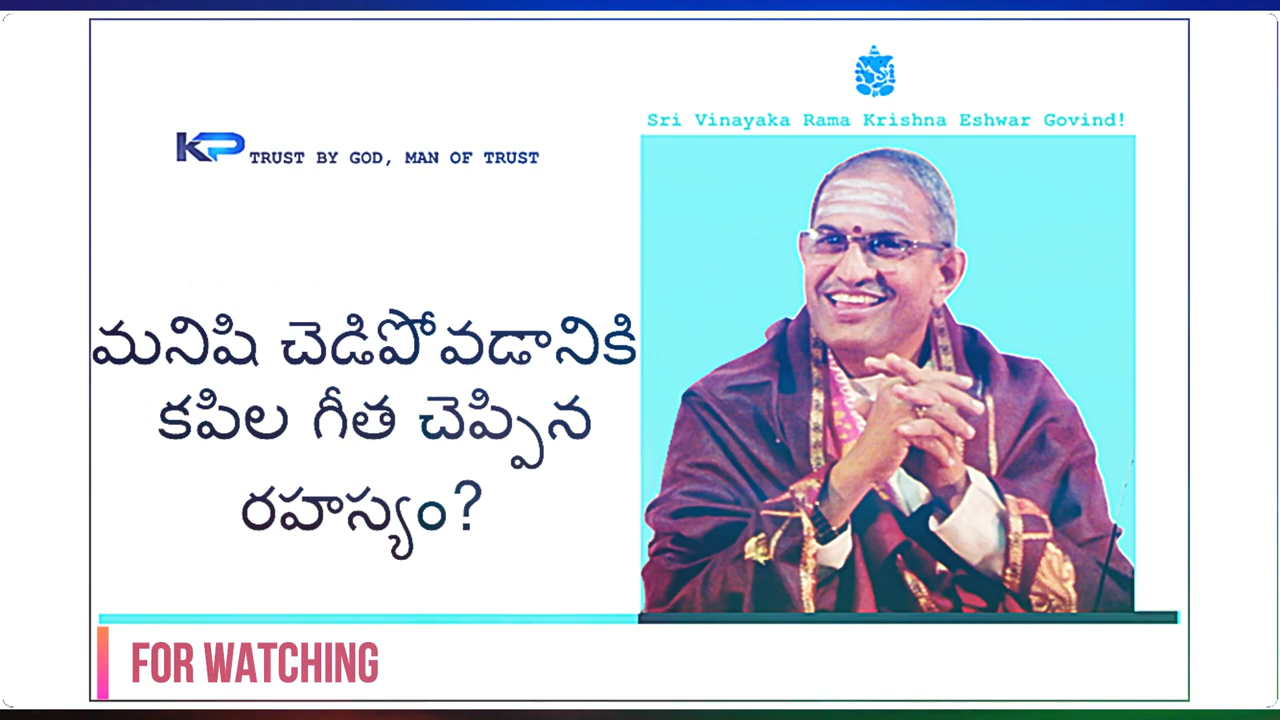 Sri Vinayaka Rama Krishna Eshwar Govind!
KP TRUST BY GOD, MAN OF TRUST
మనిషి చెడిపోవడానికి
కపిల గీత చెప్పిన
రహస్యం?
FOR WATCHING